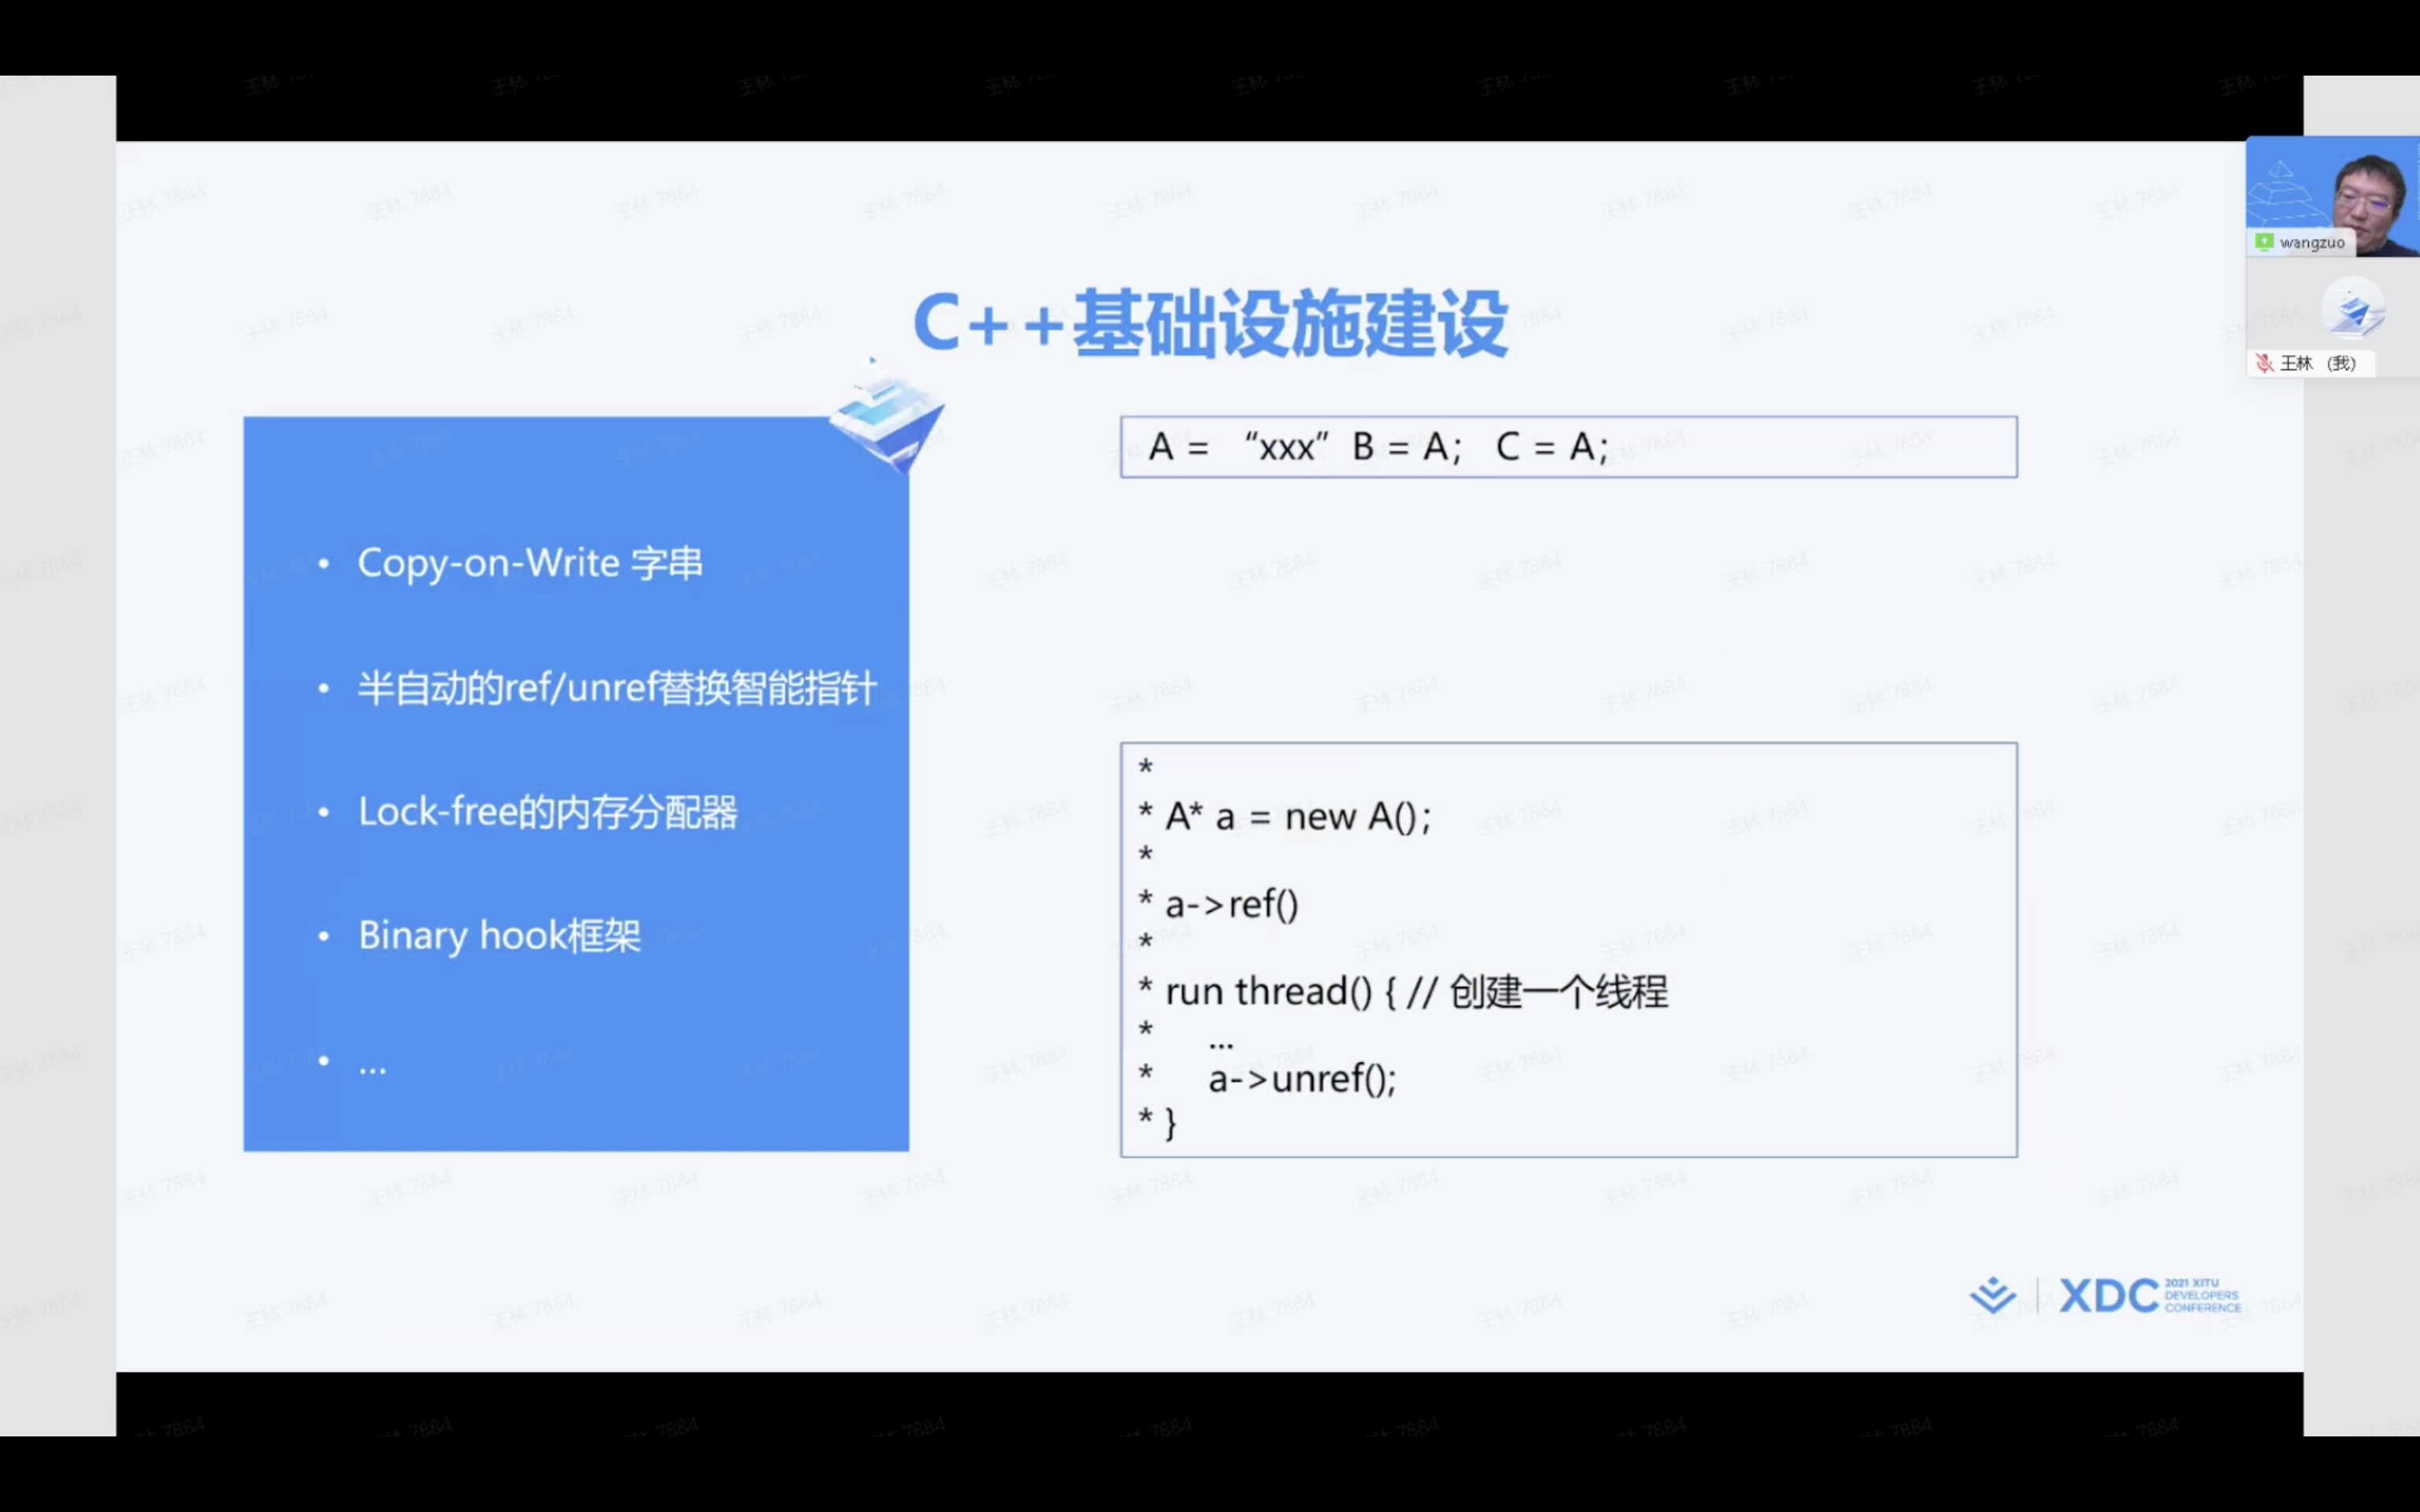 C++基础设施建设
• Copy-on-Write 字串
• 半自动的ref/unref替换智能指针
• Lock-free的内存分配器
• Binary hook框架
• ...
A = “xxx” B = A; C = A;
*
* A* a = new A();
*
* a->ref()
*
* run thread() { // 创建一个线程
* ...
* a->unref();
* }
wangzuo
王林 (我)
XDC
2021 XITU
DEVELOPERS
CONFERENCE
王林 7884